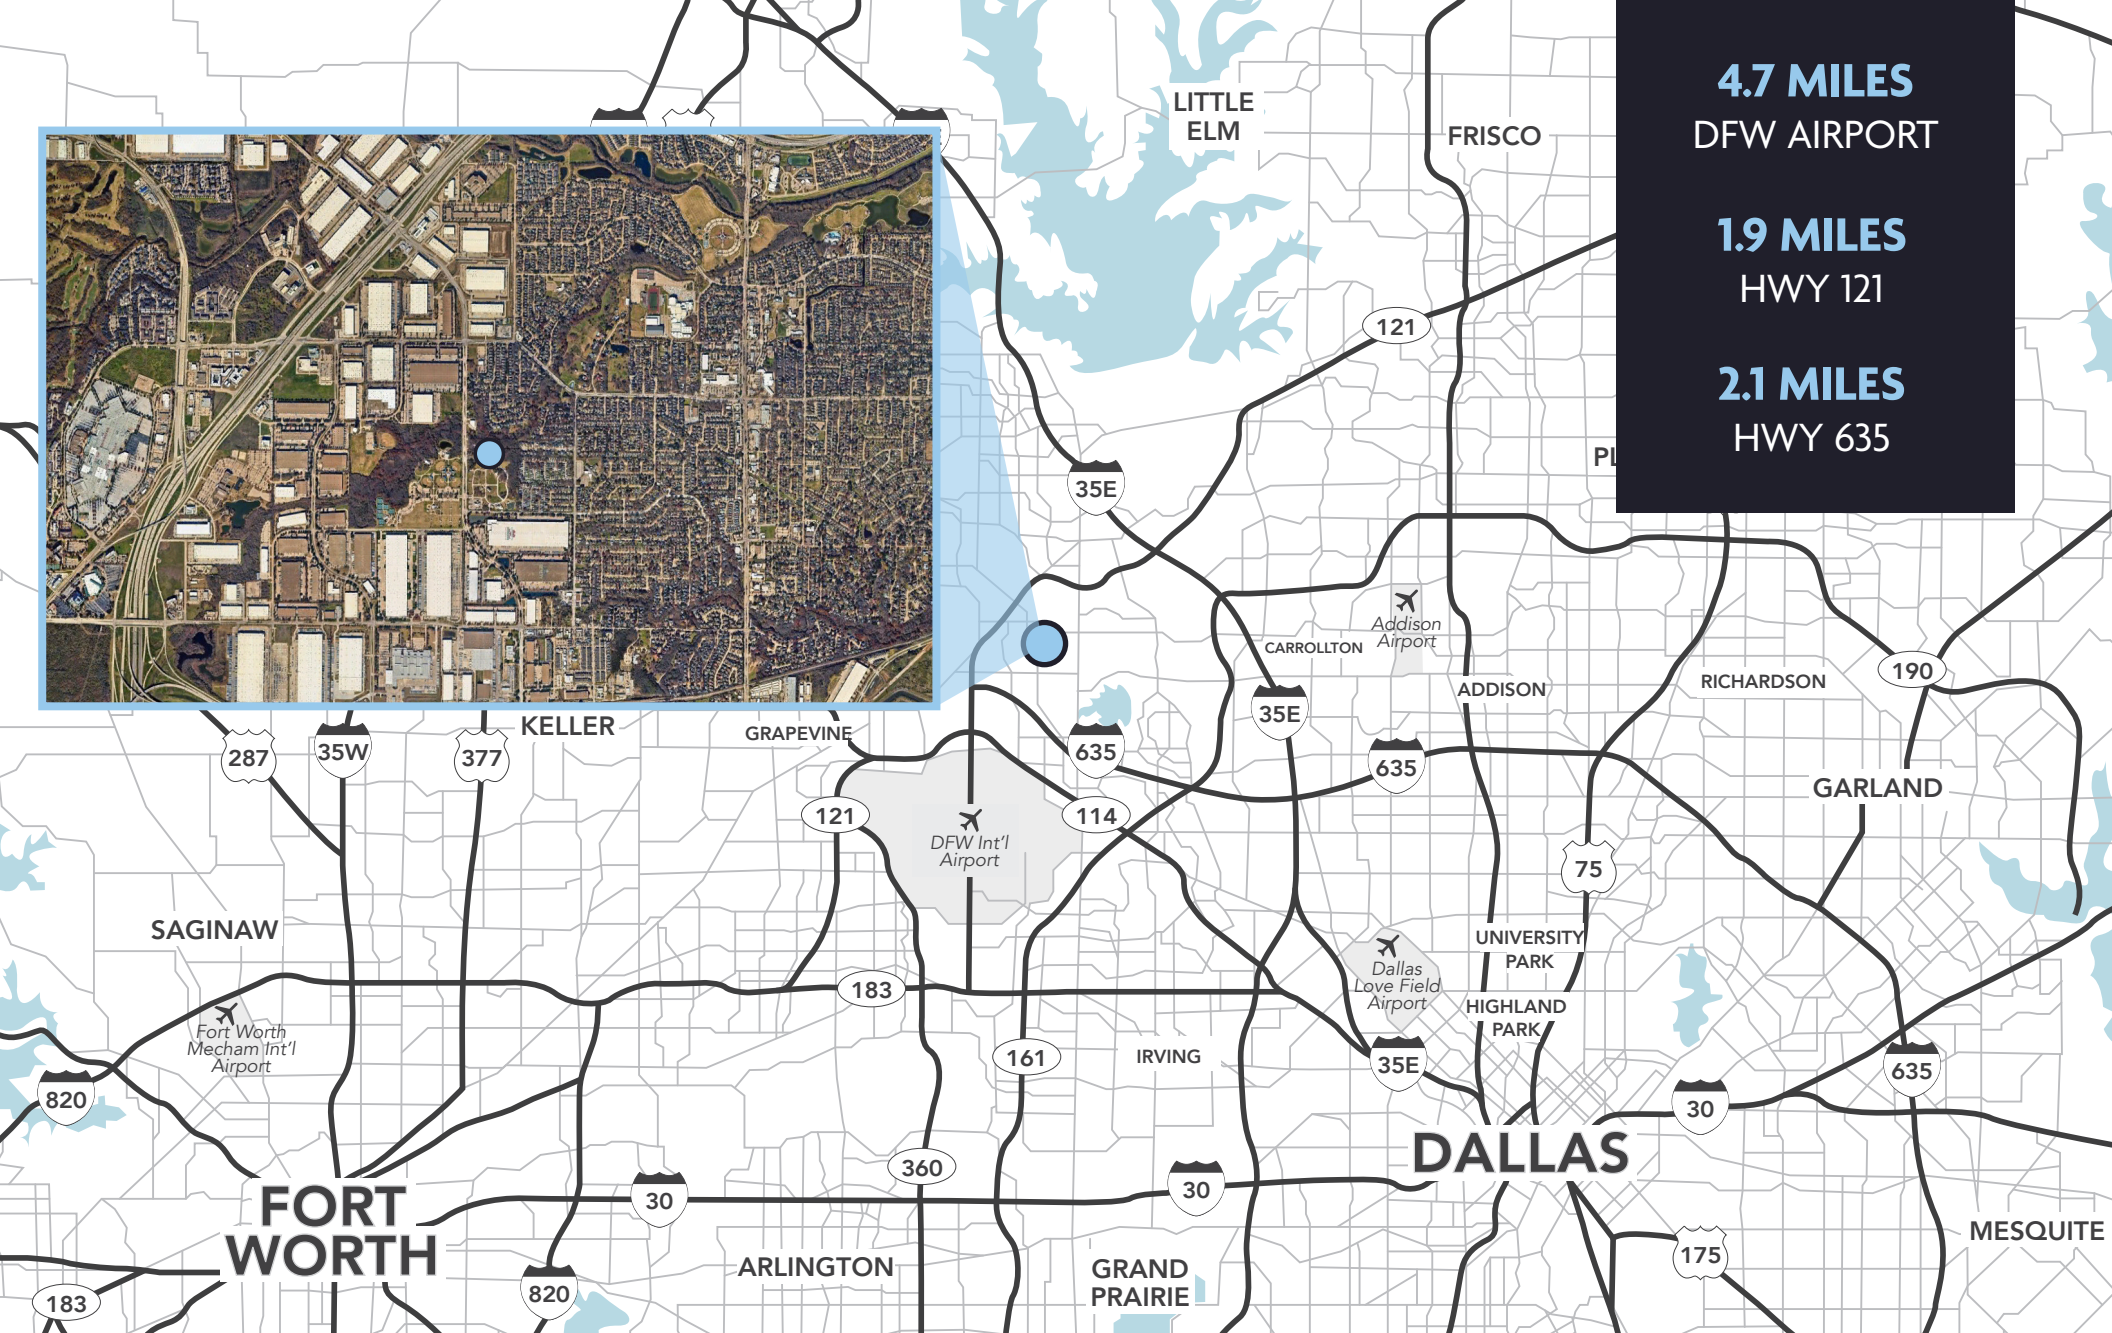 4.7 MILES
DFW AIRPORT
1.9 MILES
HWY 121
2.1 MILES
HWY 635
LITTLE
ELM
FRISCO
121
PL
35E
Addison
Airport
CARROLLTON
ADDISON
RICHARDSON
190
35E
KELLER
GRAPEVINE
287
35W
377
635
635
GARLAND
121
114
DFW Int'l
Airport
75
SAGINAW
UNIVERSITY
PARK
Dallas
Love Field
Airport
183
HIGHLAND
PARK
Fort Worth
Mecham Int'l
Airport
161
IRVING
35E
635
820
30
DALLAS
360
30
30
FORT
WORTH
MESQUITE
175
ARLINGTON
GRAND
PRAIRIE
820
183